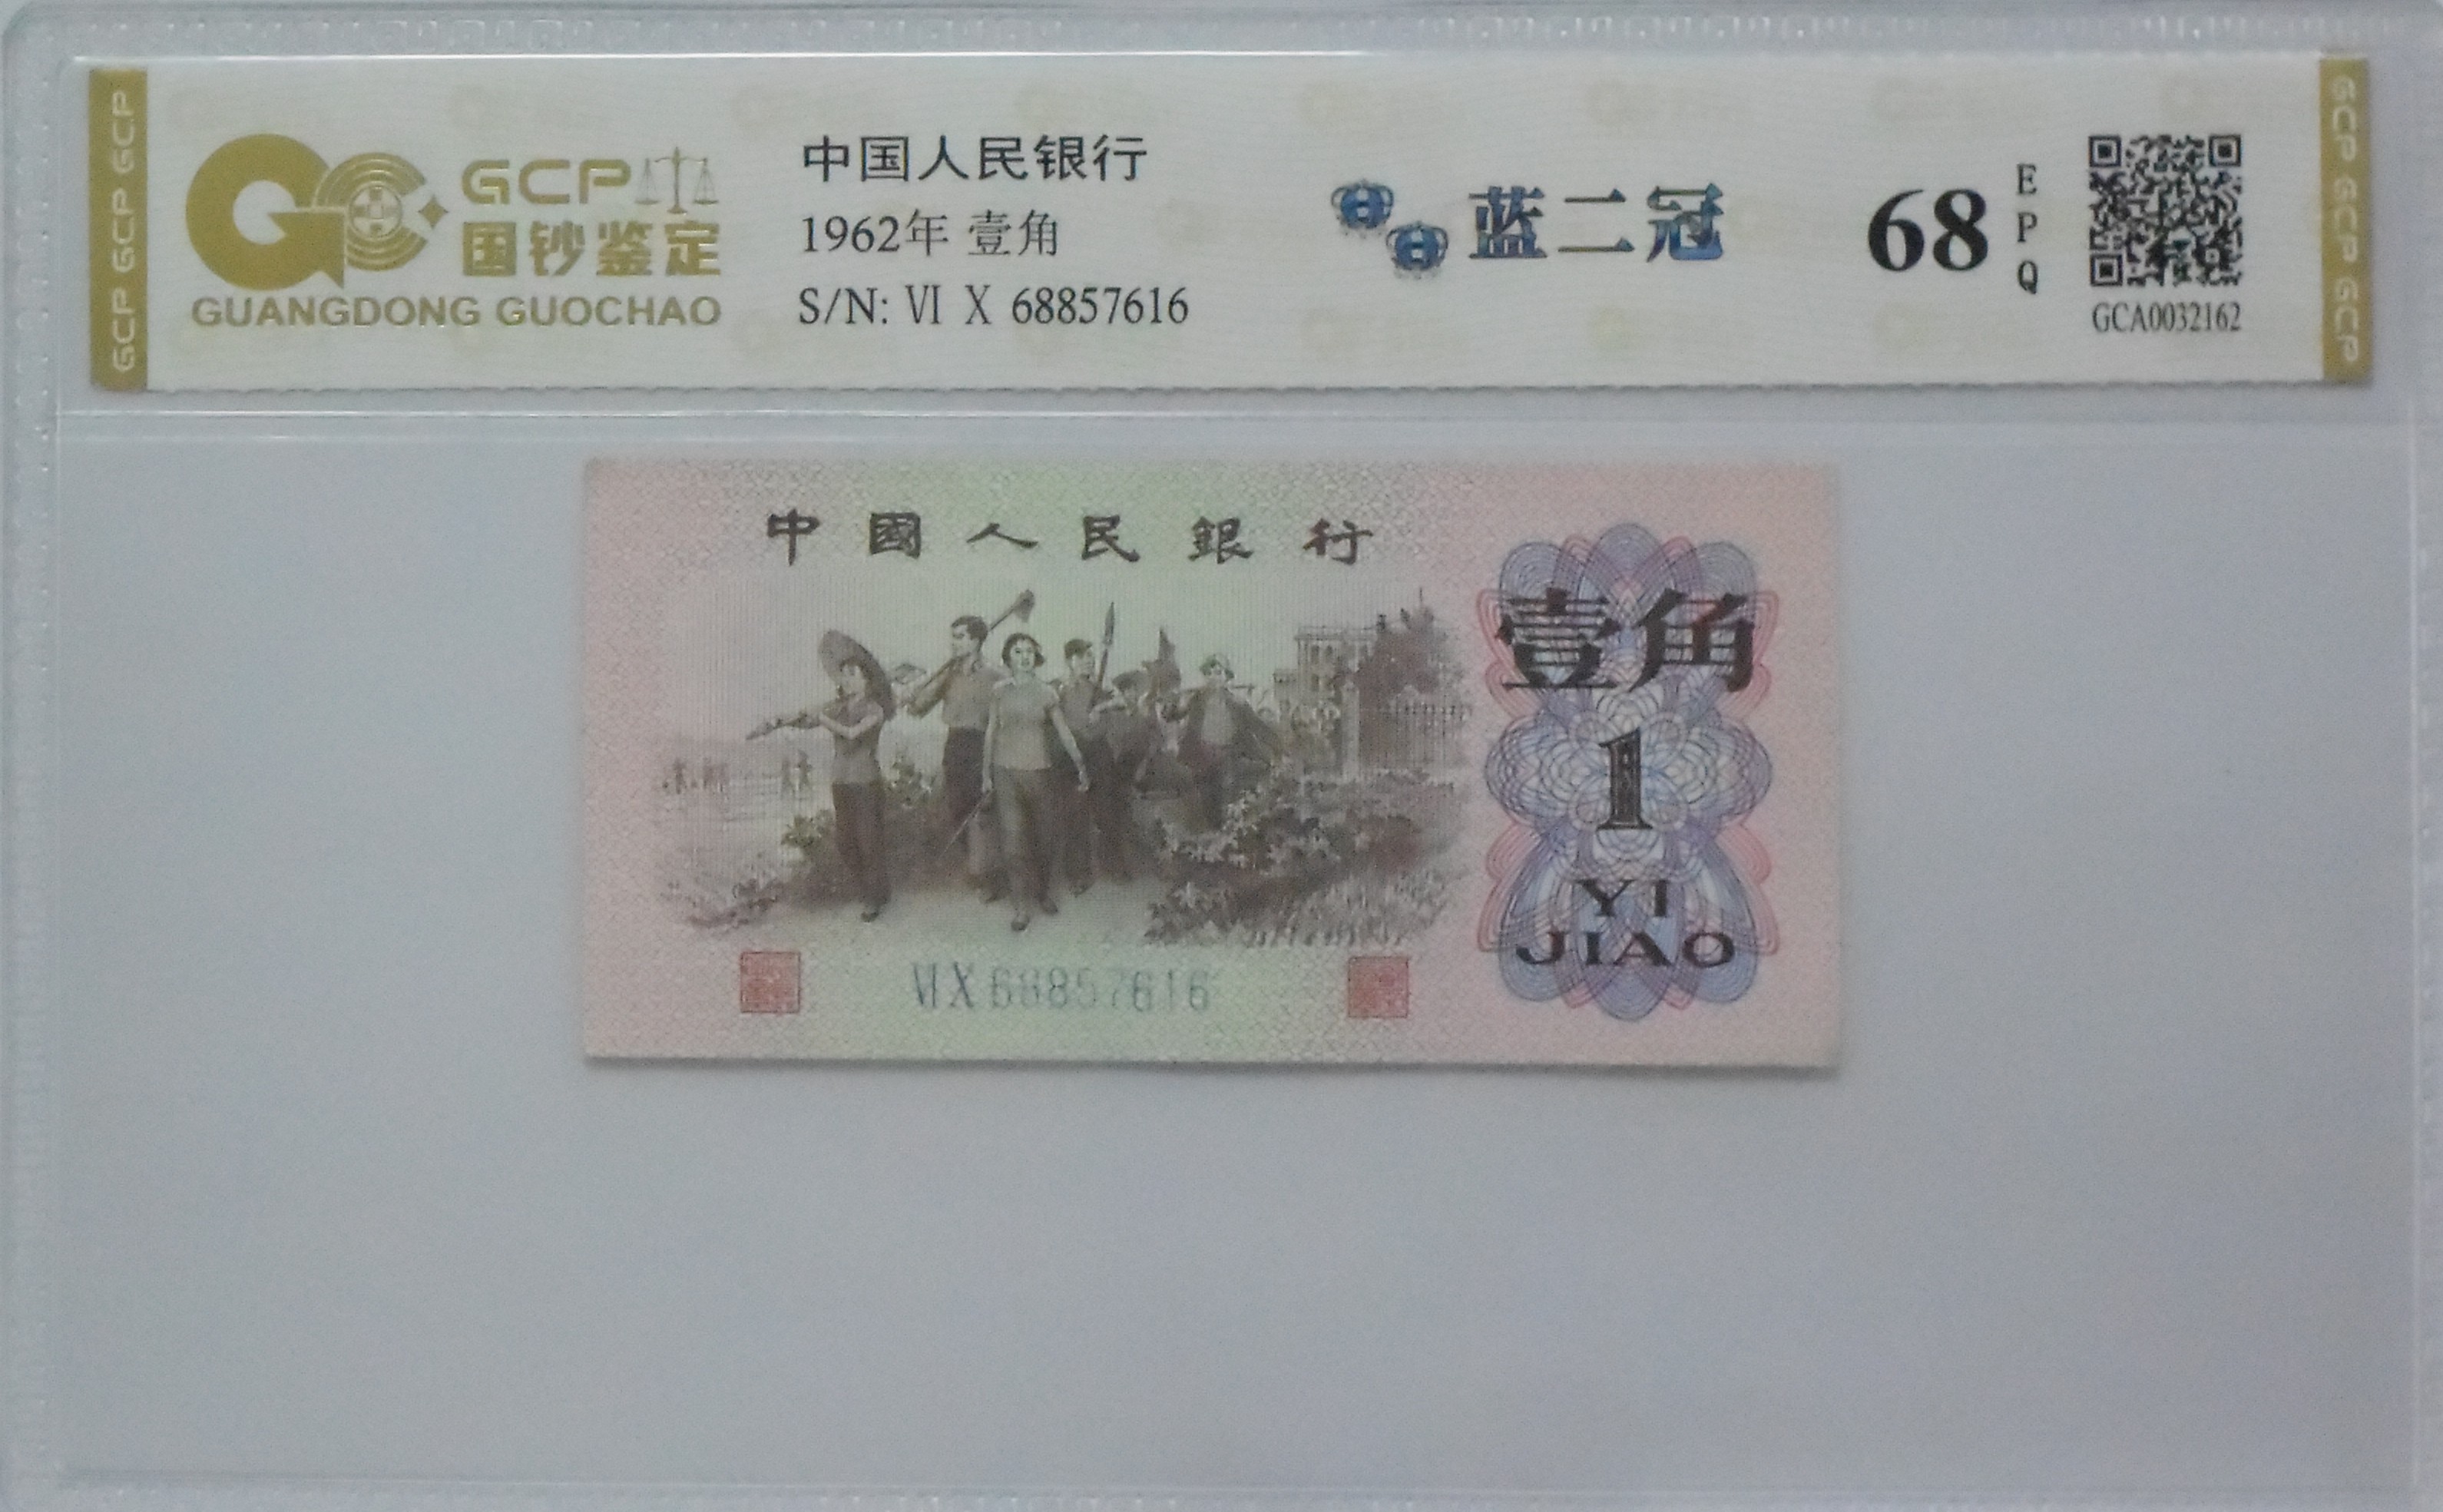 GCP GCP GCP
GCP
国钞鉴定
GUANGDONG GUOCHAO
中国人民银行
1962年 壹角
S/N: VI X 68857616
蓝二冠
68
EPQ
GCA0032162
GCP GCP GCP
中國人民銀行
壹角
1
YI
JIAO
VI X 68857616